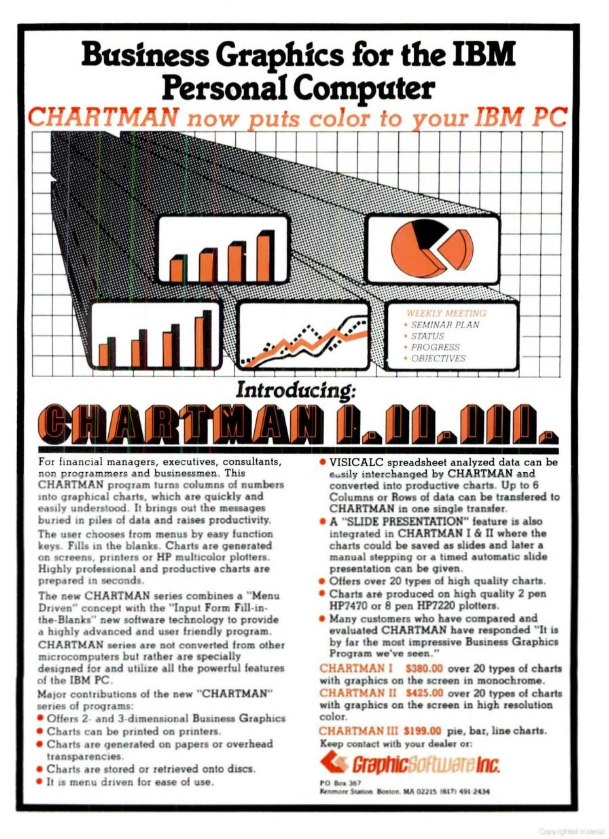 Business Graphics for the IBM
Personal Computer
CHARTMAN now puts color to your IBM PC
WEEKLY MEETING
• SEMINAR PLAN
• STATUS
• PROGRESS
• OBJECTIVES
Introducing:
CHARTMAN I. II. III.
For financial managers, executives, consultants,
non programmers and businessmen. This
CHARTMAN program turns columns of numbers
into graphical charts, which are quickly and
easily understood. It brings out the messages
buried in piles of data and raises productivity.
The user chooses from menus by easy function
keys. Fills in the blanks. Charts are generated
on screens, printers or HP multicolor plotters.
Highly professional and productive charts are
prepared in seconds.
The new CHARTMAN series combines a "Menu
Driven" concept with the "Input Form Fill-in-
the-Blanks" new software technology to provide
a highly advanced and user friendly program.
CHARTMAN series are not converted from other
microcomputers but rather are specially
designed for and utilize all the powerful features
of the IBM PC.
Major contributions of the new "CHARTMAN"
series of programs:
• Offers 2- and 3-dimensional Business Graphics
• Charts can be printed on printers.
• Charts are generated on papers or overhead
transparencies.
• Charts are stored or retrieved onto discs.
• It is menu driven for ease of use.
• VISICALC spreadsheet analyzed data can be
easily interchanged by CHARTMAN and
converted into productive charts. Up to 6
Columns or Rows of data can be transfered to
CHARTMAN in one single transfer.
• A "SLIDE PRESENTATION" feature is also
integrated in CHARTMAN I & II where the
charts could be saved as slides and later a
manual stepping or a timed automatic slide
presentation can be given.
• Offers over 20 types of high quality charts.
• Charts are produced on high quality 2 pen
HP7470 or 8 pen HP7220 plotters.
• Many customers who have compared and
evaluated CHARTMAN have responded "It is
by far the most impressive Business Graphics
Program we've seen."
CHARTMAN I $380.00 over 20 types of charts
with graphics on the screen in monochrome.
CHARTMAN II $425.00 over 20 types of charts
with graphics on the screen in high resolution
color.
CHARTMAN III $199.00 pie, bar, line charts.
Keep contact with your dealer or:
GraphicSoftware Inc.
PO Box 367
Kenmore Station Boston, MA 02215 (617) 491-2434
Copyrighted material